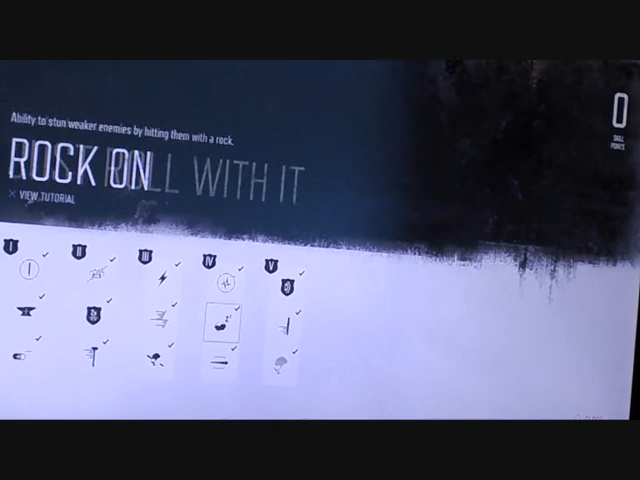 Ability to stun weaker enemies by hitting them with a rock.
0
SKILL
POINTS
ROCK ON
ROLL WITH IT
VIEW TUTORIAL
I
II
III
IV
V